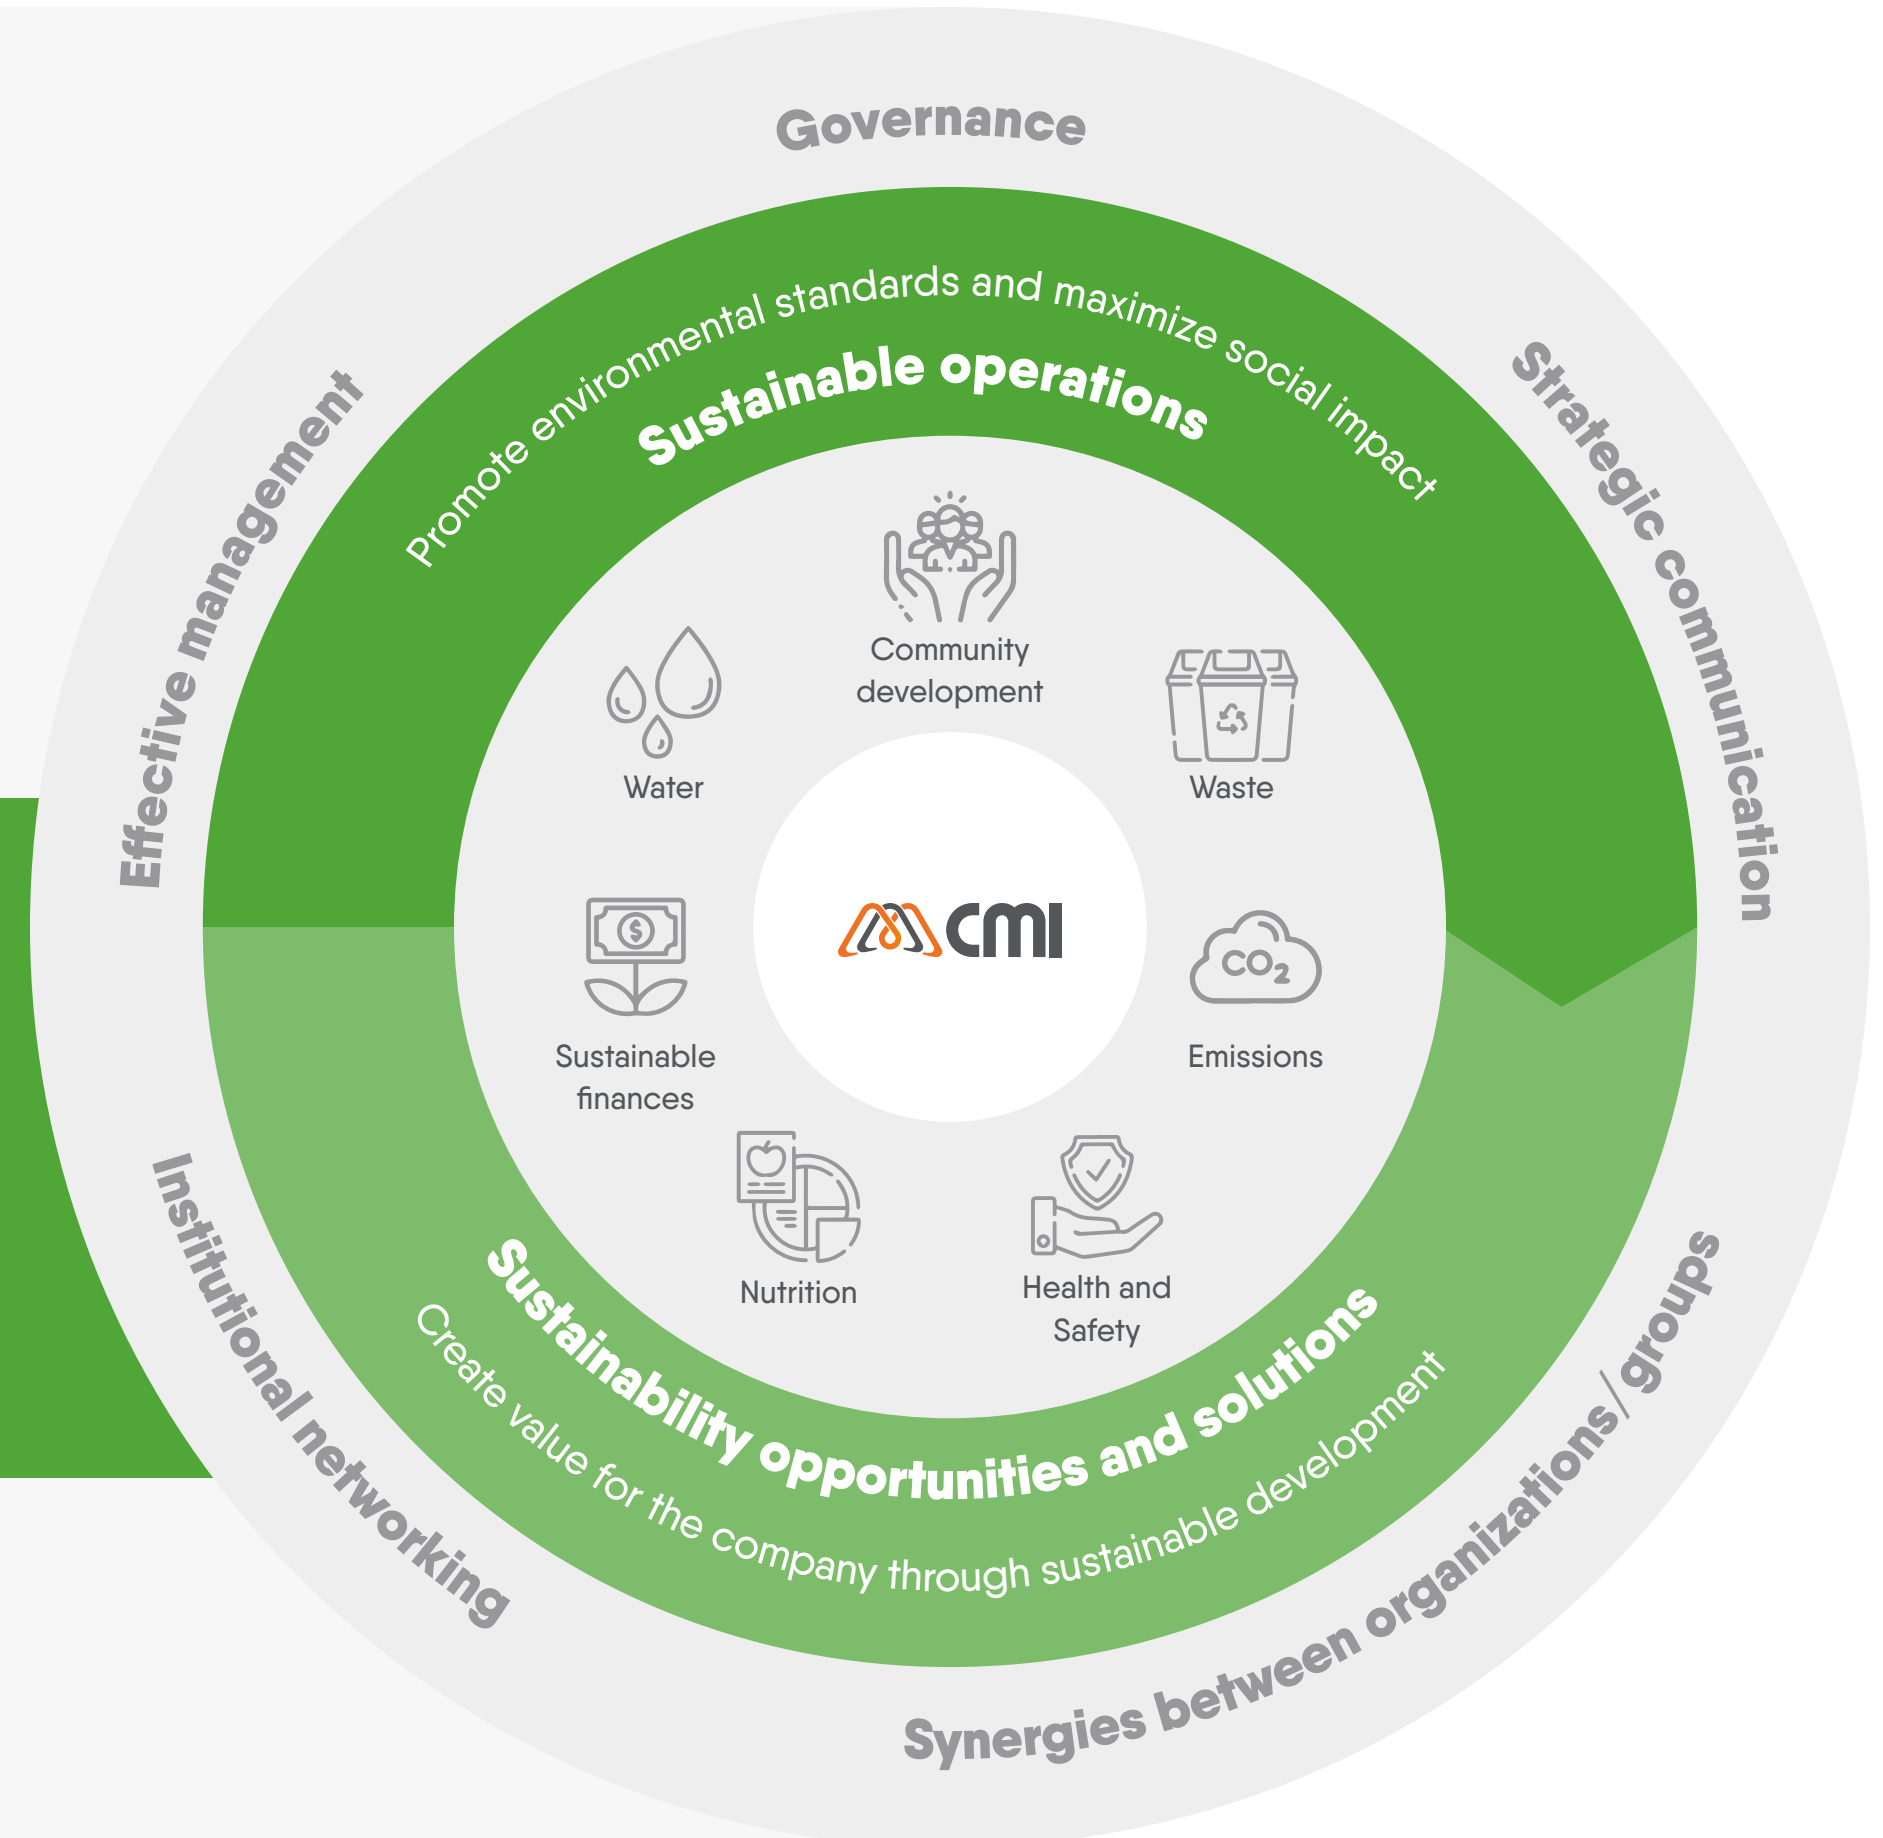 Governance
Strategic communication
Synergies between organizations/groups
Institutional networking
Effective management
Promote environmental standards and maximize social impact
Sustainable operations
Community
development
Water
Waste
$
CMI
CO2
Sustainable
finances
Emissions
Nutrition
Health and
Safety
Sustainability opportunities and solutions
Create value for the company through sustainable development